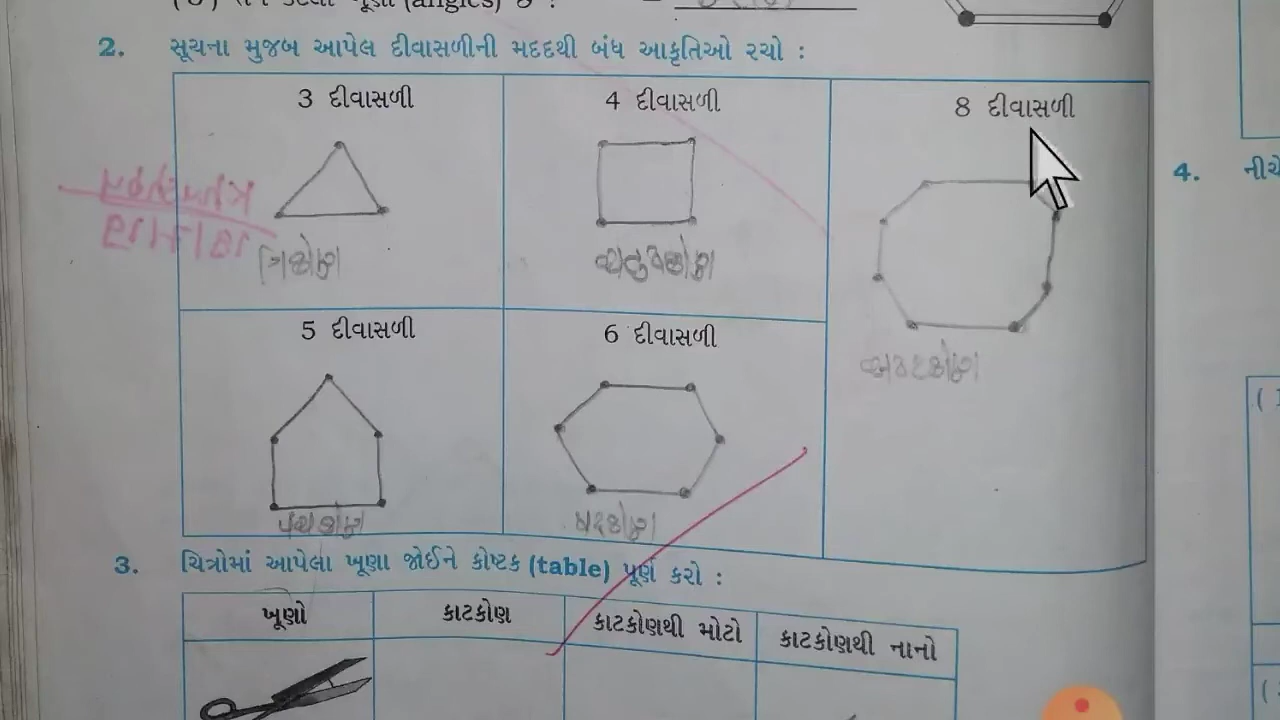 (angles) છે ?
2. સૂચના મુજબ આપેલ દીવાસળીની મદદથી બંધ આકૃતિઓ રચો :
3 દીવાસળી
ત્રિકોણ
4 દીવાસળી
ચતુષ્કોણ
8 દીવાસળી
અષ્ટકોણ
5 દીવાસળી
પંચકોણ
6 દીવાસળી
ષટ્કોણ
3. ચિત્રોમાં આપેલા ખૂણા જોઈને કોષ્ટક (table) પૂર્ણ કરો :
ખૂણો
કાટકોણ
કાટકોણથી મોટો
કાટકોણથી નાનો
4. નીચે